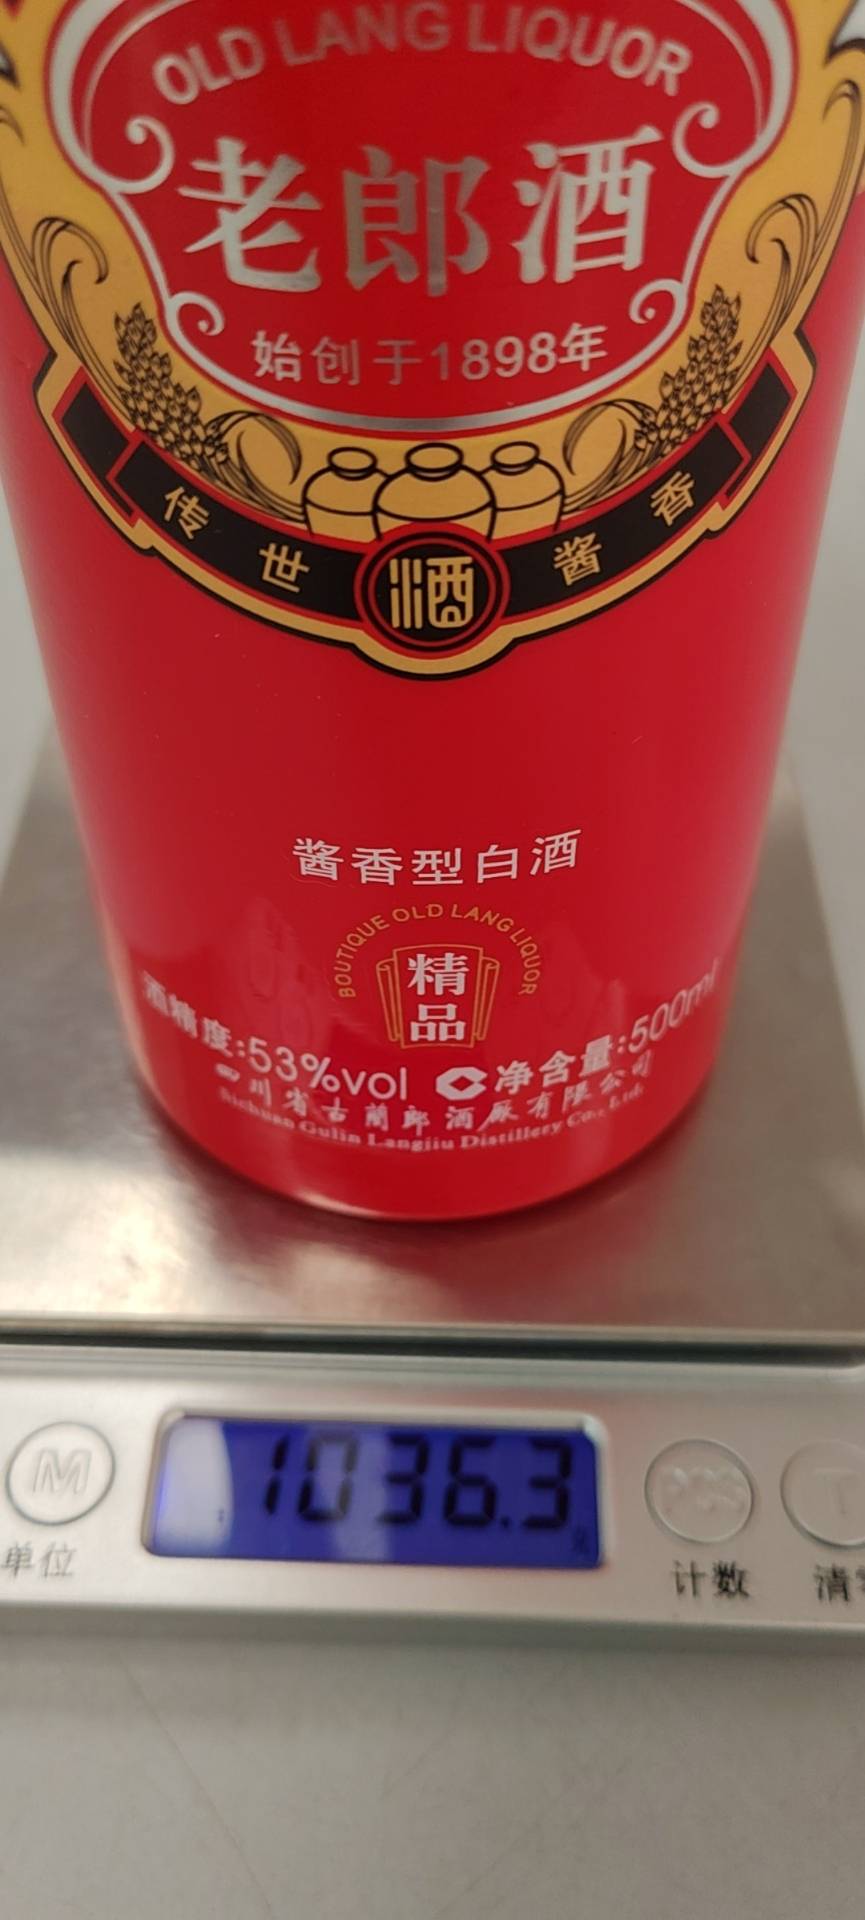 OLD LANG LIQUOR
老郎酒
始创于1898年
传世酒酱香
酱香型白酒
BOUTIQUE OLD LANG LIQUOR
精品
酒精度:53%vol 净含量:500ml
四川省古蔺郎酒厂有限公司
Sichuan Gulin Langjiu Distillery Co., Ltd.
1036.3
M T
单位 计数 清